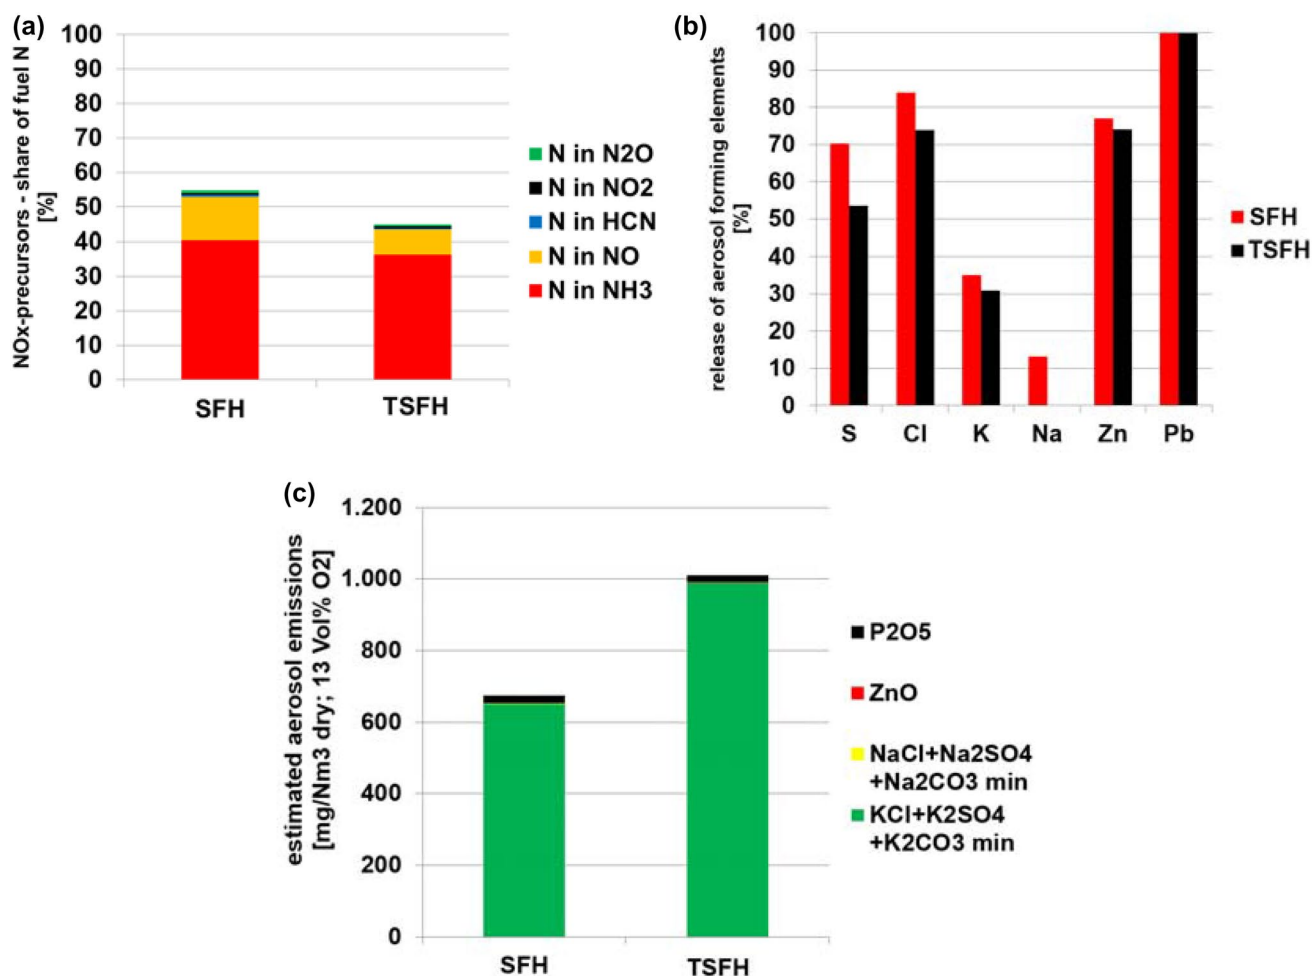 (a)
NOx-precursors - share of fuel N
[%]
100
90
80
70
60
50
40
30
20
10
0
SFH
TSFH
N in N2O
N in NO2
N in HCN
N in NO
N in NH3
(b)
release of aerosol forming elements
[%]
100
90
80
70
60
50
40
30
20
10
0
S
Cl
K
Na
Zn
Pb
SFH
TSFH
(c)
estimated aerosol emissions
[mg/Nm3 dry; 13 Vol% O2]
1.200
1.000
800
600
400
200
0
SFH
TSFH
P2O5
ZnO
NaCl+Na2SO4
+Na2CO3 min
KCl+K2SO4
+K2CO3 min